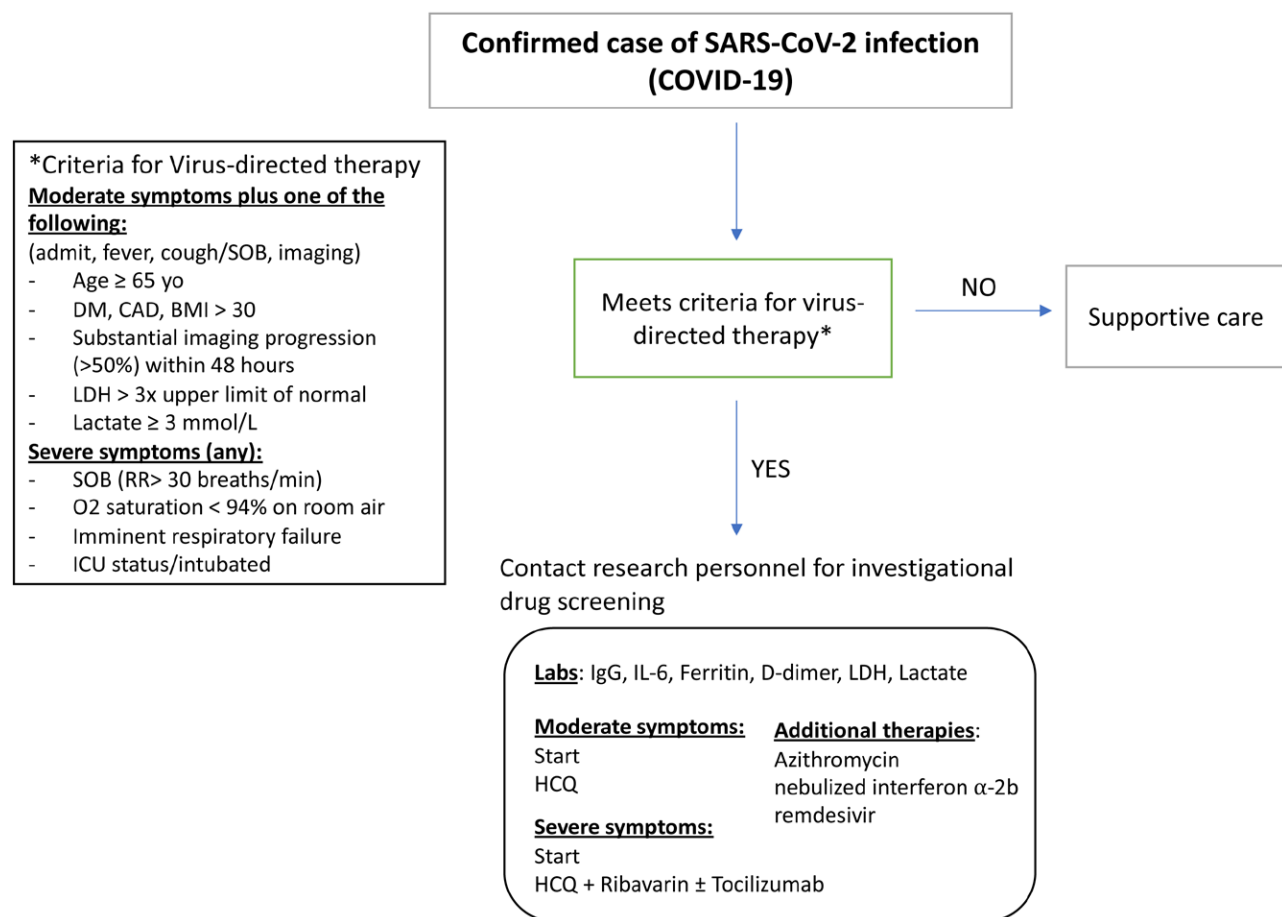 Confirmed case of SARS-CoV-2 infection
(COVID-19)
*Criteria for Virus-directed therapy
Moderate symptoms plus one of the
following:
(admit, fever, cough/SOB, imaging)
- Age ≥ 65 yo
- DM, CAD, BMI > 30
- Substantial imaging progression
(>50%) within 48 hours
- LDH > 3x upper limit of normal
- Lactate ≥ 3 mmol/L
Severe symptoms (any):
- SOB (RR> 30 breaths/min)
- O2 saturation < 94% on room air
- Imminent respiratory failure
- ICU status/intubated
Meets criteria for virus-
directed therapy*
NO
Supportive care
YES
Contact research personnel for investigational
drug screening
Labs: IgG, IL-6, Ferritin, D-dimer, LDH, Lactate
Moderate symptoms:
Start
HCQ
Additional therapies:
Azithromycin
nebulized interferon α-2b
remdesivir
Severe symptoms:
Start
HCQ + Ribavarin ± Tocilizumab